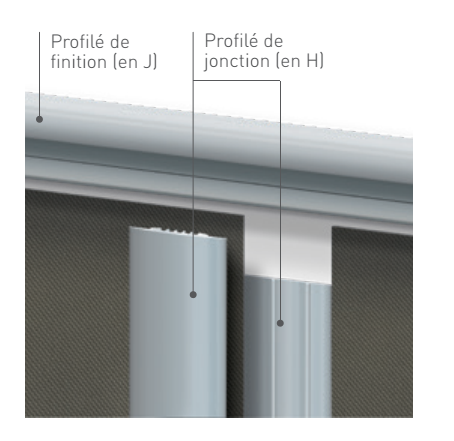 Profilé de
finition (en J)
Profilé de
jonction (en H)